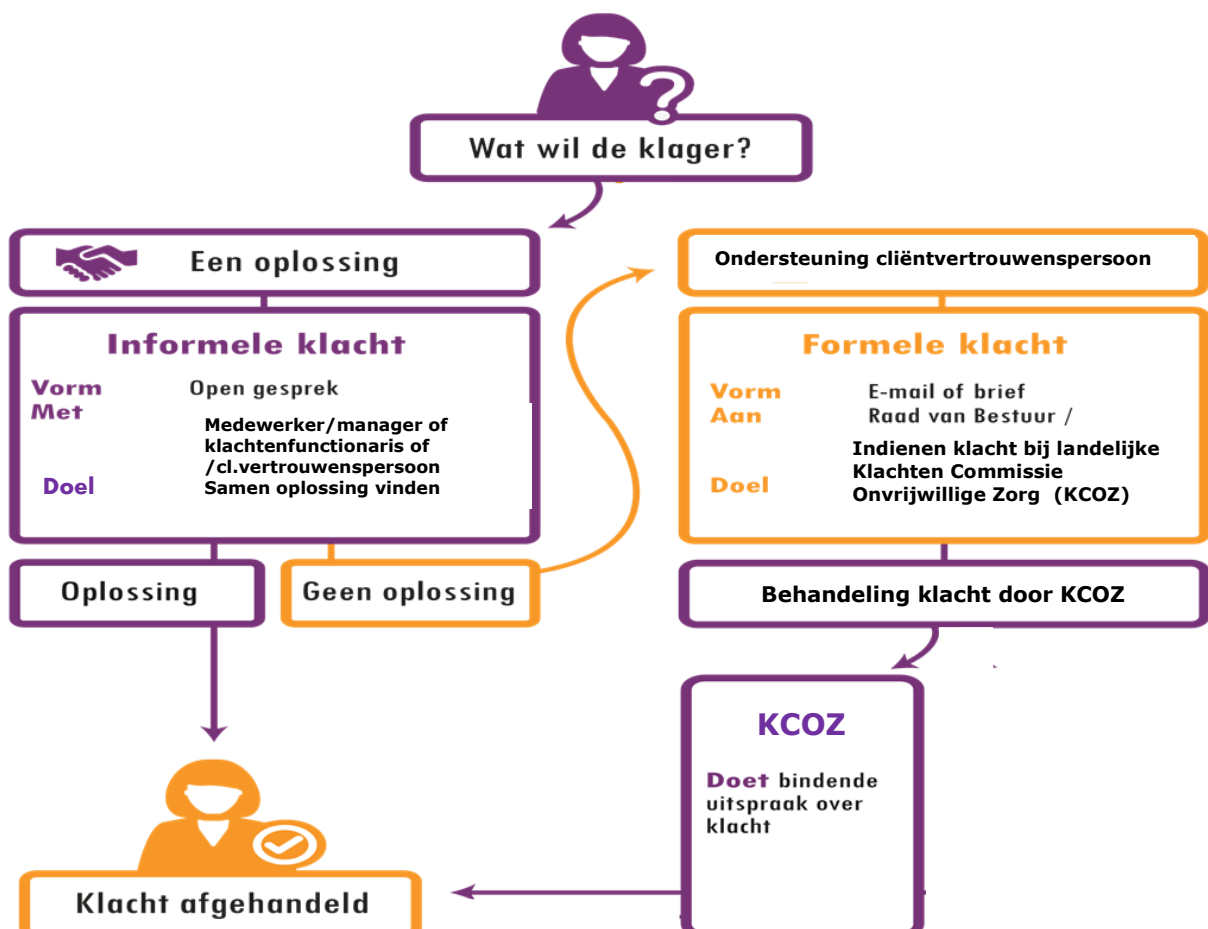 Wat wil de klager?
Een oplossing
Informele klacht
Vorm Open gesprek
Met
Medewerker/manager of
klachtenfunctionaris of
/cl.vertrouwenspersoon
Doel Samen oplossing vinden
Oplossing
Geen oplossing
Ondersteuning cliëntvertrouwenspersoon
Formele klacht
Vorm E-mail of brief
Aan Raad van Bestuur /
Indienen klacht bij landelijke
Doel Klachten Commissie
Onvrijwillige Zorg (KCOZ)
Behandeling klacht door KCOZ
KCOZ
Doet bindende
uitspraak over
klacht
Klacht afgehandeld